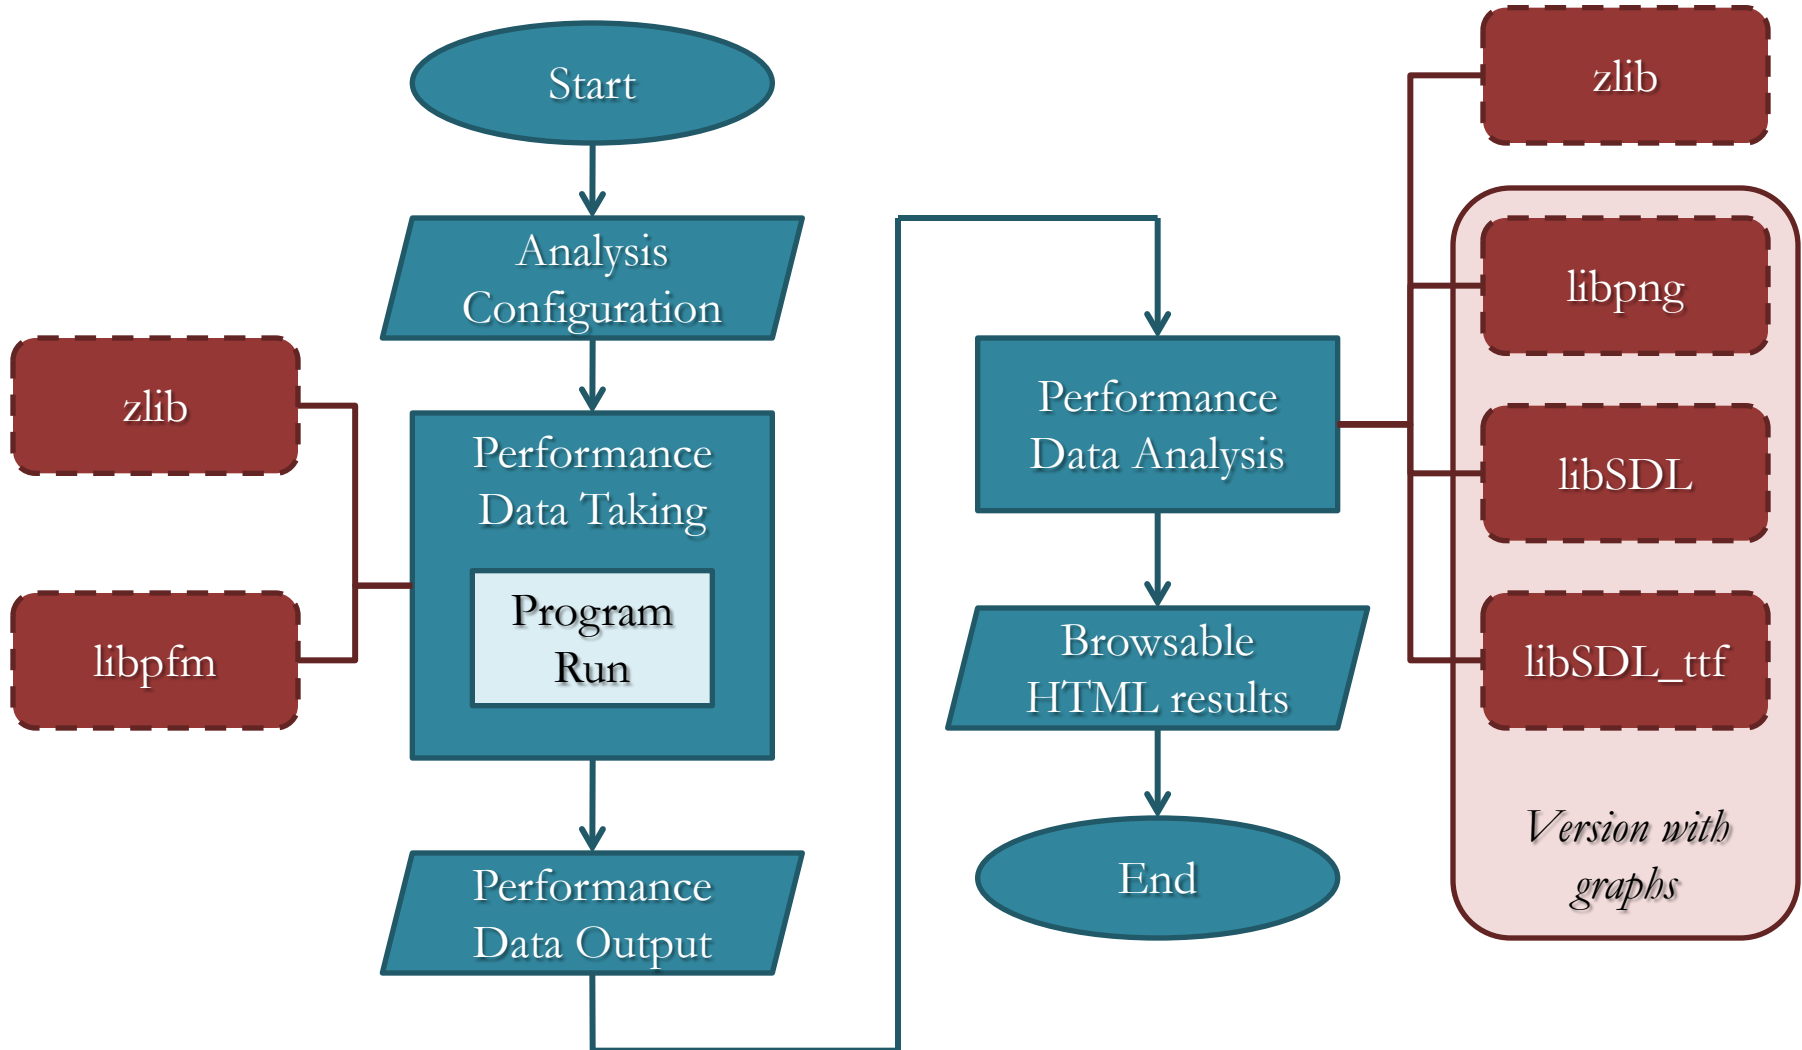 Start
Analysis
Configuration
zlib
libpfm
Performance
Data Taking
Program
Run
Performance
Data Output
Performance
Data Analysis
Browsable
HTML results
End
zlib
libpng
libSDL
libSDL_ttf
Version with
graphs